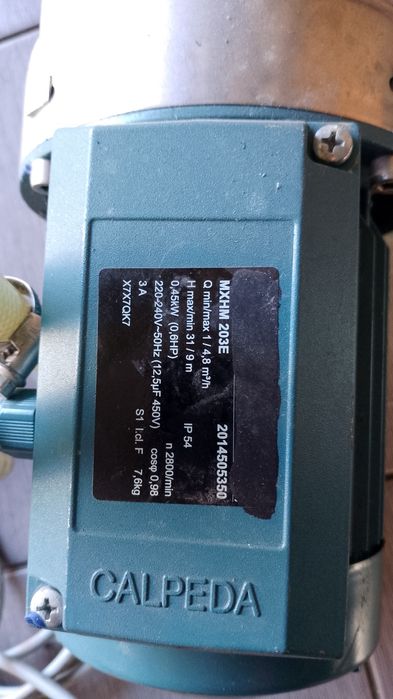 MXHM 203E 2014505350
Q min/max 1 / 4,8 m³/h
H max/min 31 / 9 m IP 54
0,45kW (0,6HP) n 2800/min
220-240V~50Hz (12,5µF 450V) cosφ 0,98
3 A S1 I.cl. F 7,6kg
X7X7QK7
CALPEDA